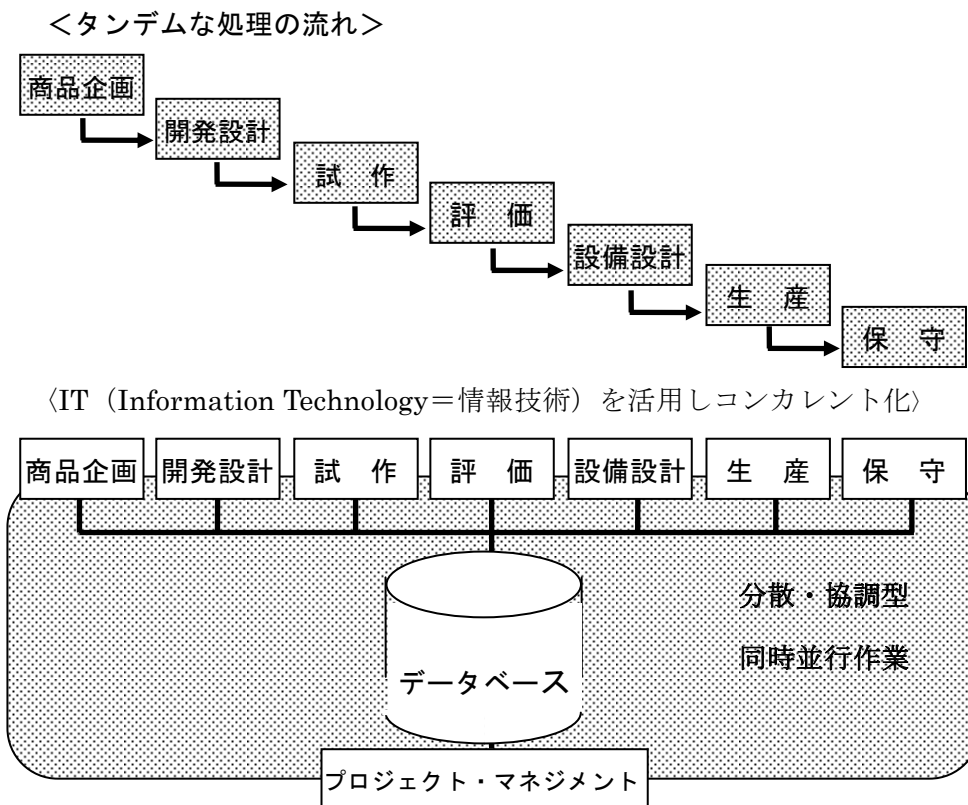 ＜タンデムな処理の流れ＞
商品企画
開発設計
試　作
評　価
設備設計
生　産
保　守
〈IT（Information Technology＝情報技術）を活用しコンカレント化〉
商品企画　開発設計　試　作　評　価　設備設計　生　産　保　守
分散・協調型
同時並行作業
データベース
プロジェクト・マネジメント